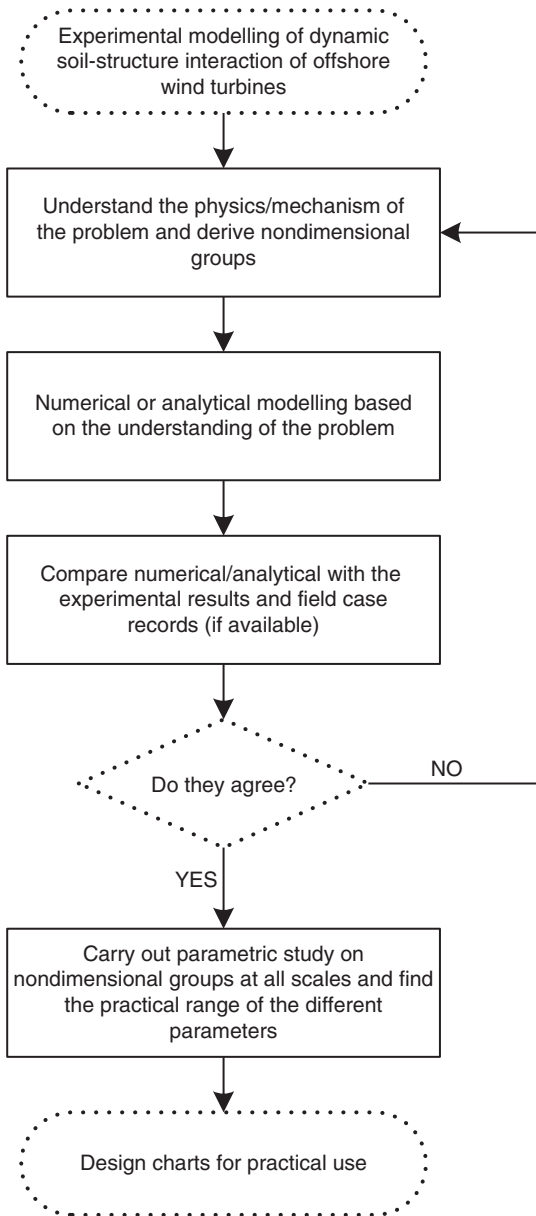 Experimental modelling of dynamic
soil-structure interaction of offshore
wind turbines
Understand the physics/mechanism of
the problem and derive nondimensional
groups
Numerical or analytical modelling based
on the understanding of the problem
Compare numerical/analytical with the
experimental results and field case
records (if available)
Do they agree?
NO
YES
Carry out parametric study on
nondimensional groups at all scales and find
the practical range of the different
parameters
Design charts for practical use